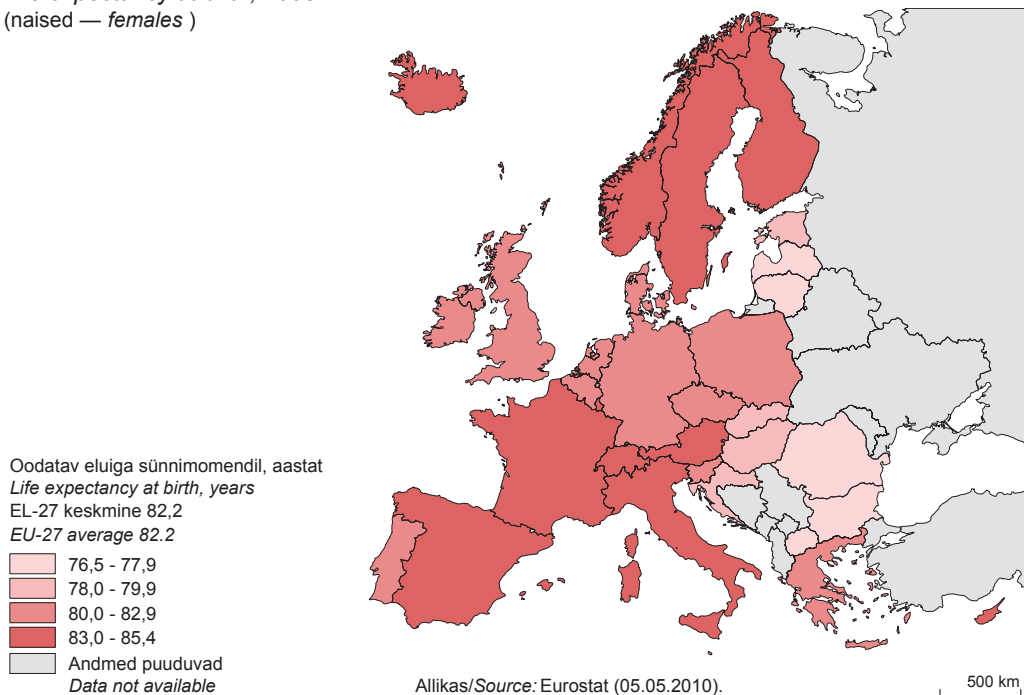 (naised — females )
Oodatav eluiga sünnimomendil, aastat
Life expectancy at birth, years
EL-27 keskmine 82,2
EU-27 average 82.2
76,5 - 77,9
78,0 - 79,9
80,0 - 82,9
83,0 - 85,4
Andmed puuduvad
Data not available
Allikas/Source: Eurostat (05.05.2010).
500 km